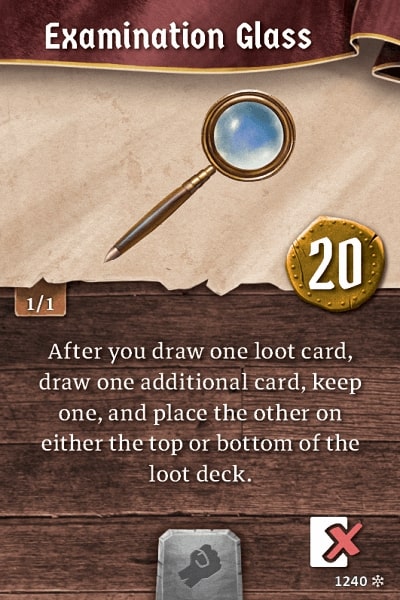 Examination Glass
20
1/1
After you draw one loot card,
draw one additional card, keep
one, and place the other on
either the top or bottom of the
loot deck.
1240 ✲